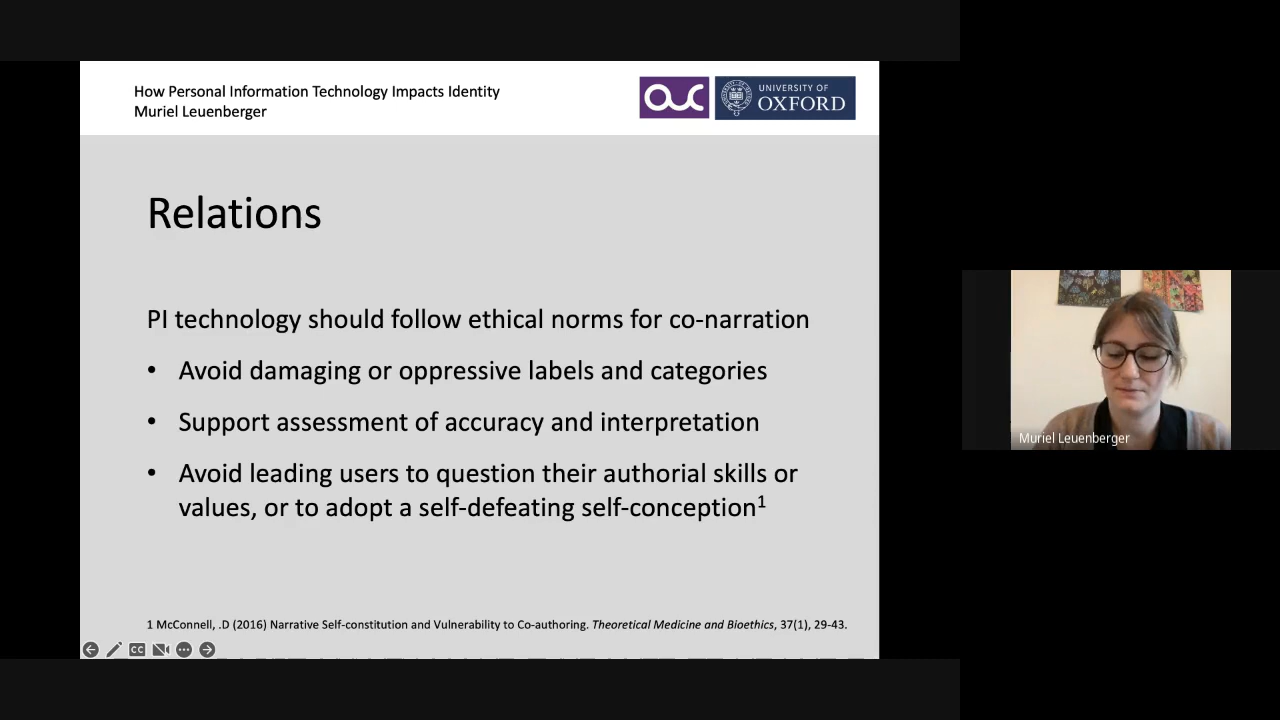 How Personal Information Technology Impacts Identity
Muriel Leuenberger
OUC
UNIVERSITY OF
OXFORD
Relations
PI technology should follow ethical norms for co-narration
• Avoid damaging or oppressive labels and categories
• Support assessment of accuracy and interpretation
• Avoid leading users to question their authorial skills or
values, or to adopt a self-defeating self-conception1
1 McConnell, .D (2016) Narrative Self-constitution and Vulnerability to Co-authoring. Theoretical Medicine and Bioethics, 37(1), 29-43.
CC
Muriel Leuenberger